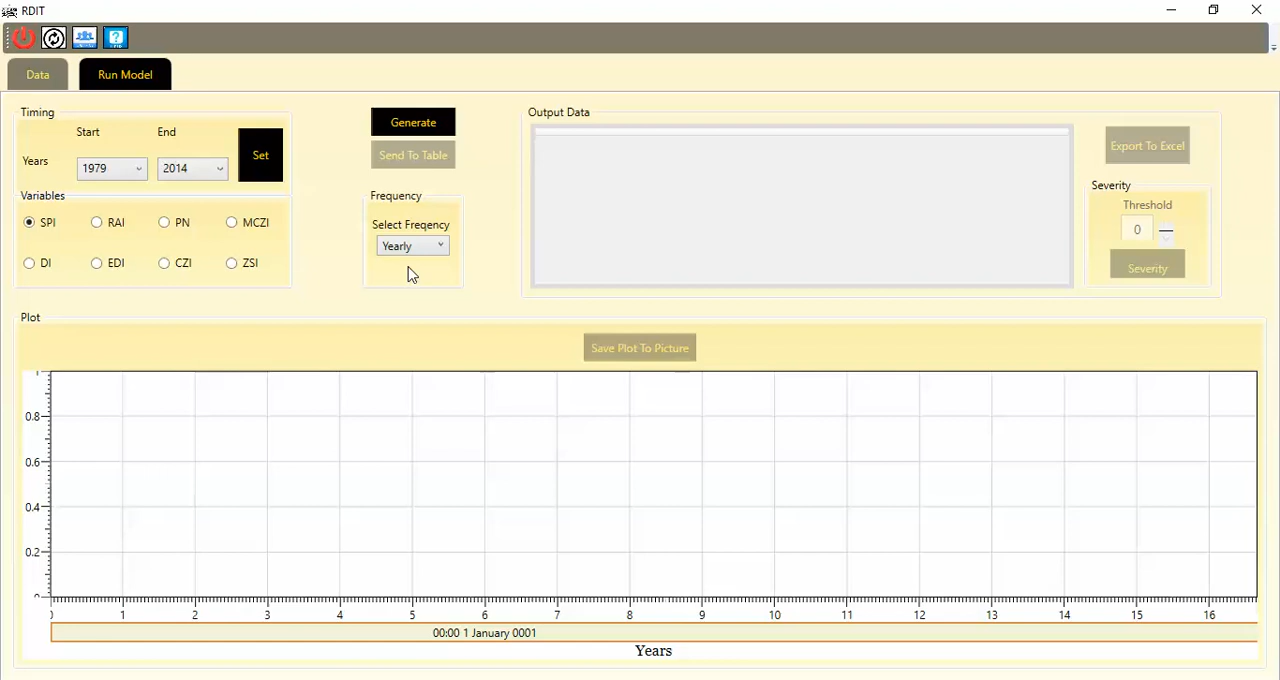 RDIT
Data
Run Model
Timing
Start
End
Years
1979
2014
Set
Variables
SPI
RAI
PN
MCZI
DI
EDI
CZI
ZSI
Generate
Send To Table
Frequency
Select Freqency
Yearly
Output Data
Export To Excel
Severity
Threshold
0
Severity
Plot
Save Plot To Picture
0.8
0.6
0.4
0.2
1 2 3 4 5 6 7 8 9 10 11 12 13 14 15 16
00:00 1 January 0001
Years